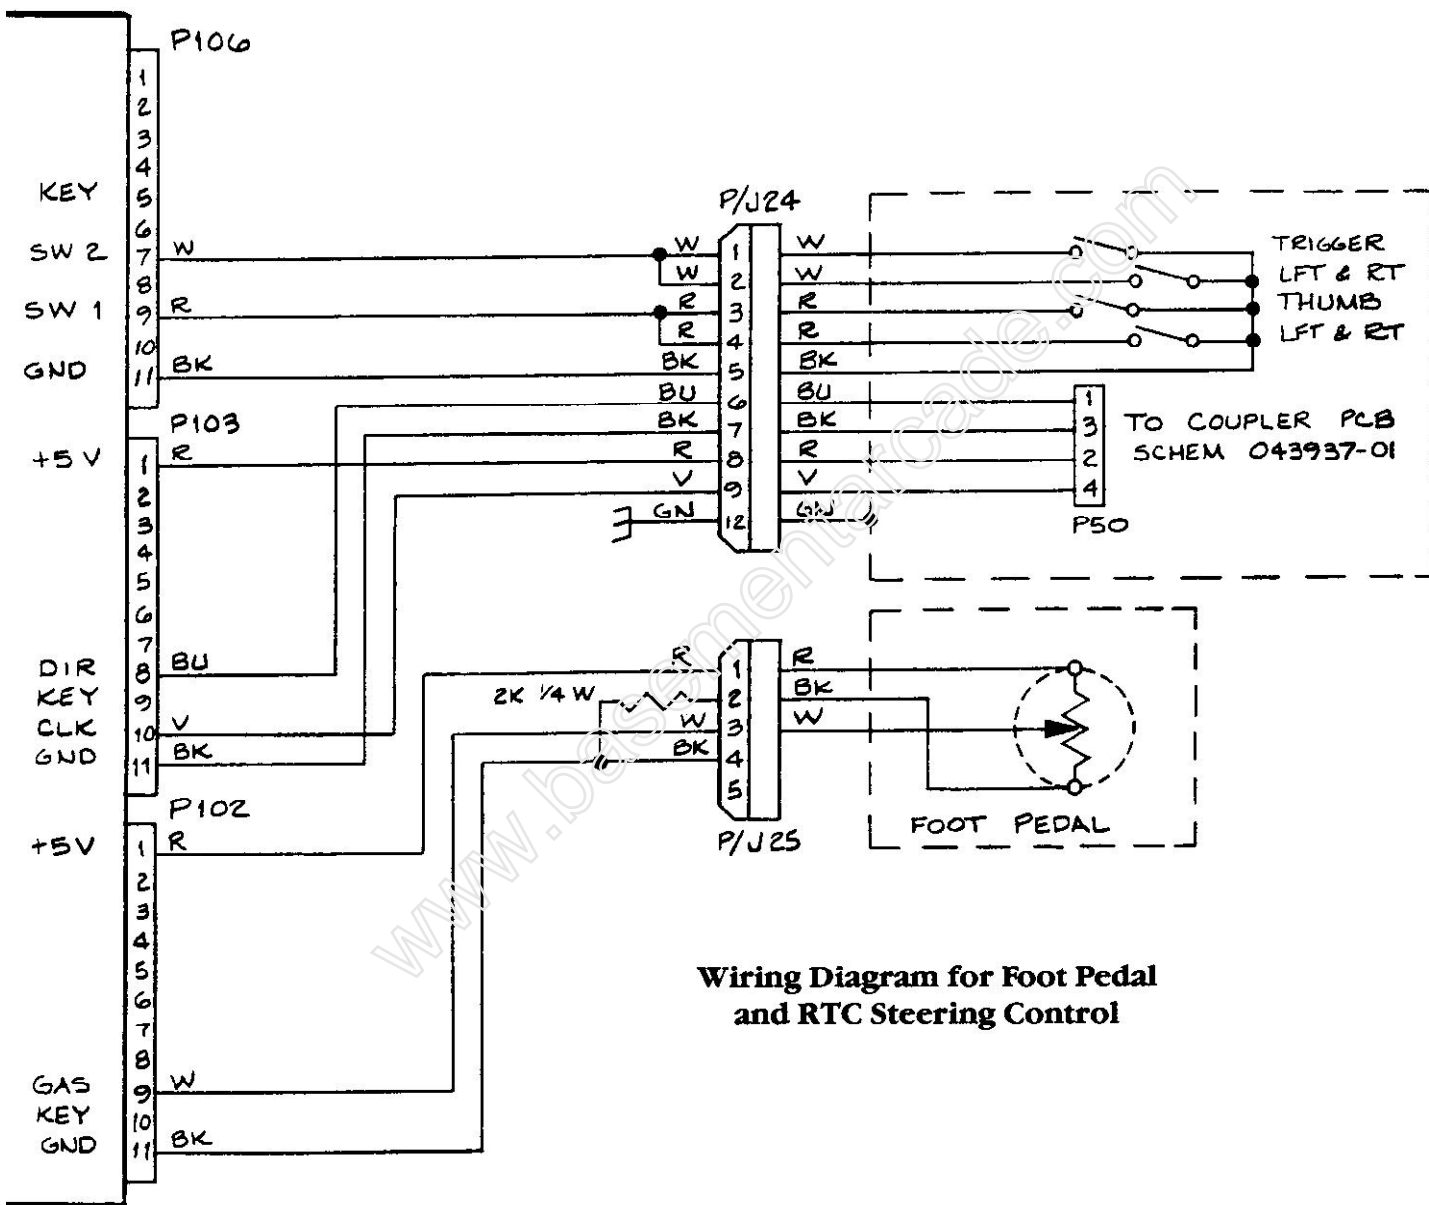 P106
1
2
3
4
KEY 5
6
SW 2 7 W
8
SW 1 9 R
10
GND 11 BK
P/J24
W 1 W
W 2 W
R 3 R
R 4 R
BK 5 BK
BU 6 BU
BK 7 BK
R 8 R
V 9 V
GN 12 GN
TRIGGER
LFT & RT
THUMB
LFT & RT
1
3
2
4
P50
TO COUPLER PCB
SCHEM 043937-01
P103
+5V 1 R
2
3
4
5
6
7
DIR 8 BU
KEY 9
CLK 10 V
GND 11 BK
R 1 R
2K 1/4 W 2 BK
W 3 W
BK 4
5
P/J25
FOOT PEDAL
P102
+5V 1 R
2
3
4
5
6
7
8
GAS 9 W
KEY 10
GND 11 BK
Wiring Diagram for Foot Pedal
and RTC Steering Control
www.basementarcade.com